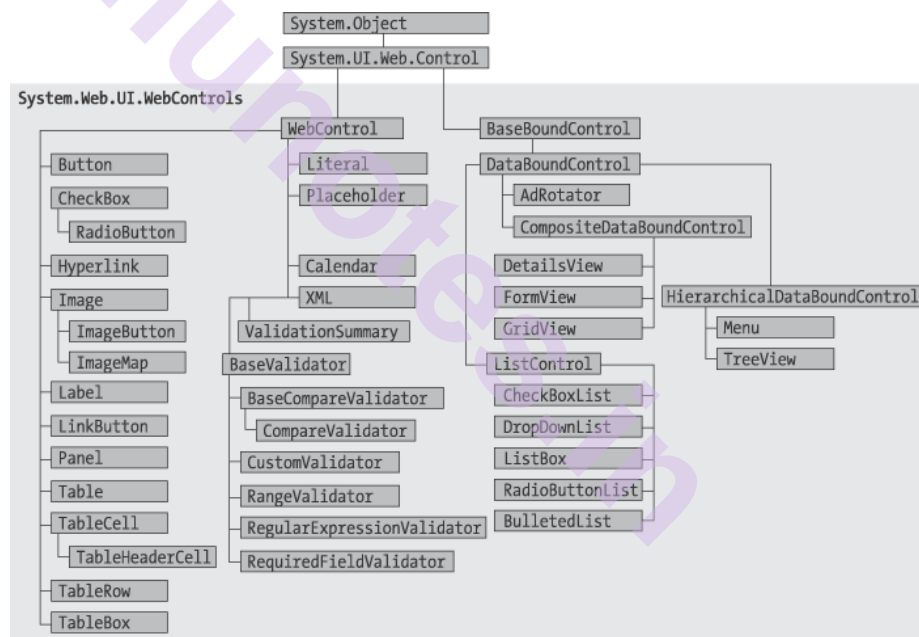 System.Object
System.UI.Web.Control
System.Web.UI.WebControls
WebControl
Button
CheckBox
RadioButton
Hyperlink
Image
ImageButton
ImageMap
Label
LinkButton
Panel
Table
TableCell
TableHeaderCell
TableRow
TableBox
Literal
Placeholder
Calendar
XML
ValidationSummary
BaseValidator
BaseCompareValidator
CompareValidator
CustomValidator
RangeValidator
RegularExpressionValidator
RequiredFieldValidator
BaseBoundControl
DataBoundControl
AdRotator
CompositeDataBoundControl
DetailsView
FormView
GridView
ListControl
CheckBoxList
DropDownList
ListBox
RadioButtonList
BulletedList
HierarchicalDataBoundControl
Menu
TreeView
munotes.in